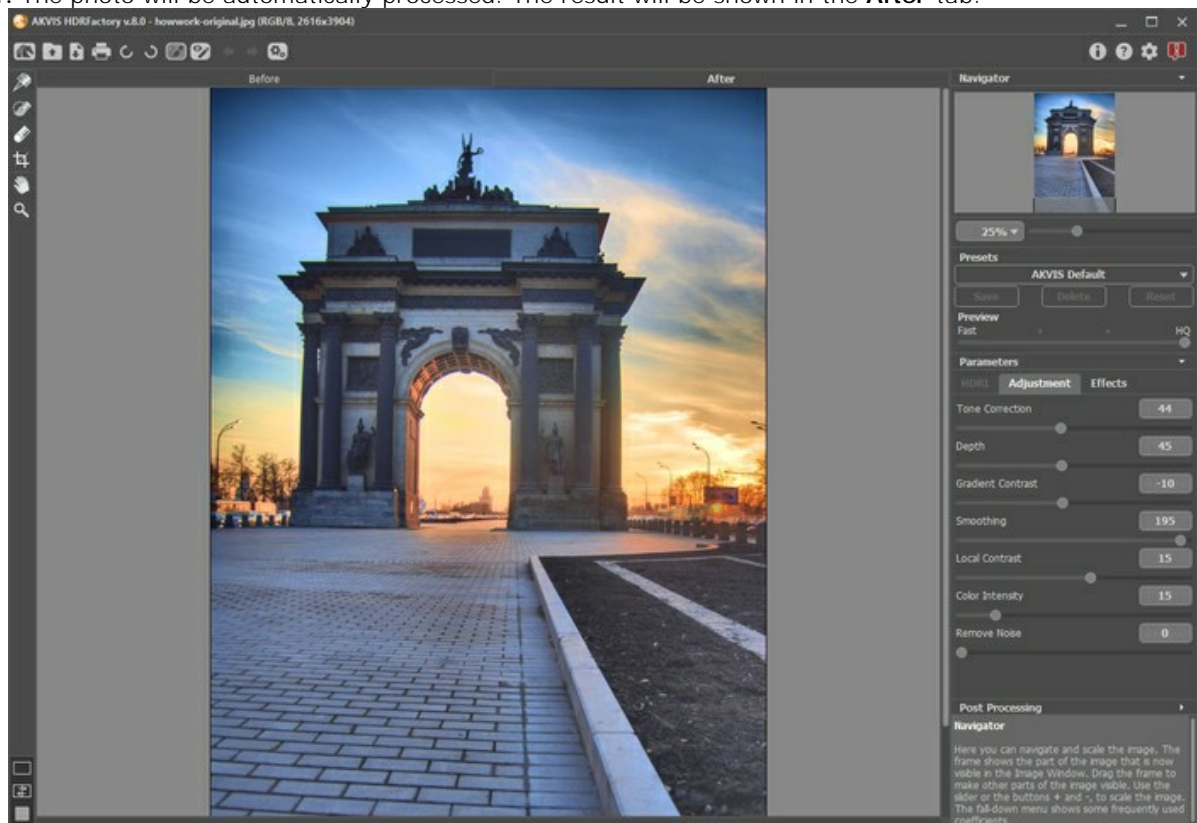 The photo will be automatically processed. The result will be shown in the After tab.
AKVIS HDRFactory v.8.0 - howwork-original.jpg (RGB/8, 2616x3904)
Before
After
Navigator
25%
Presets
AKVIS Default
Save Delete Reset
Preview
Fast HQ
Parameters
HDRI Adjustment Effects
Tone Correction 44
Depth 45
Gradient Contrast -10
Smoothing 195
Local Contrast 15
Color Intensity 15
Remove Noise 0
Post Processing
Navigator
Here you can navigate and scale the image. The
frame shows the part of the image that is now
visible in the Image Window. Drag the frame to
make other parts of the image visible. Use the
slider or the buttons + and -, to scale the image.
The fall-down menu shows some frequently used
coefficients.